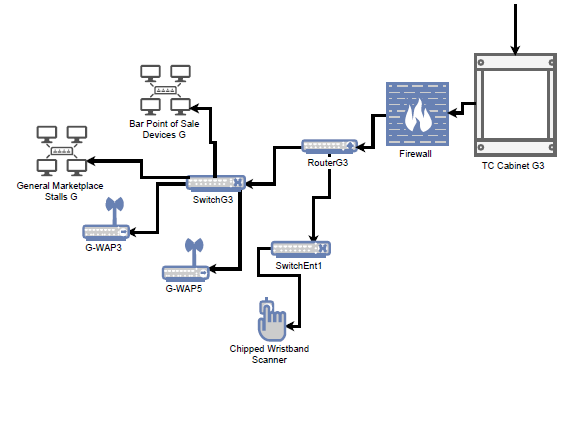 Bar Point of Sale
Devices G
Firewall
RouterG3
TC Cabinet G3
General Marketplace
Stalls G
SwitchG3
G-WAP3
SwitchEnt1
G-WAP5
Chipped Wristband
Scanner